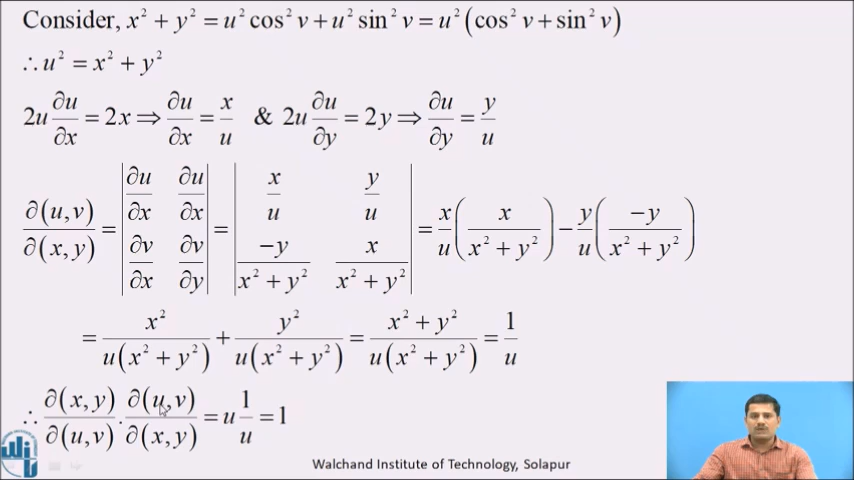 Consider, x² + y² = u² cos² v + u² sin² v = u² (cos² v + sin² v)
∴ u² = x² + y²
2u ∂u/∂x = 2x ⇒ ∂u/∂x = x/u & 2u ∂u/∂y = 2y ⇒ ∂u/∂y = y/u
∂(u,v)/∂(x,y) = |∂u/∂x ∂u/∂x; ∂v/∂x ∂v/∂y| = |x/u y/u; -y/(x² + y²) x/(x² + y²)| = x/u (x/(x² + y²)) − y/u (-y/(x² + y²))
= x²/(u(x² + y²)) + y²/(u(x² + y²)) = (x² + y²)/(u(x² + y²)) = 1/u
∴ ∂(x,y)/∂(u,v) . ∂(u,v)/∂(x,y) = u 1/u = 1
Walchand Institute of Technology, Solapur